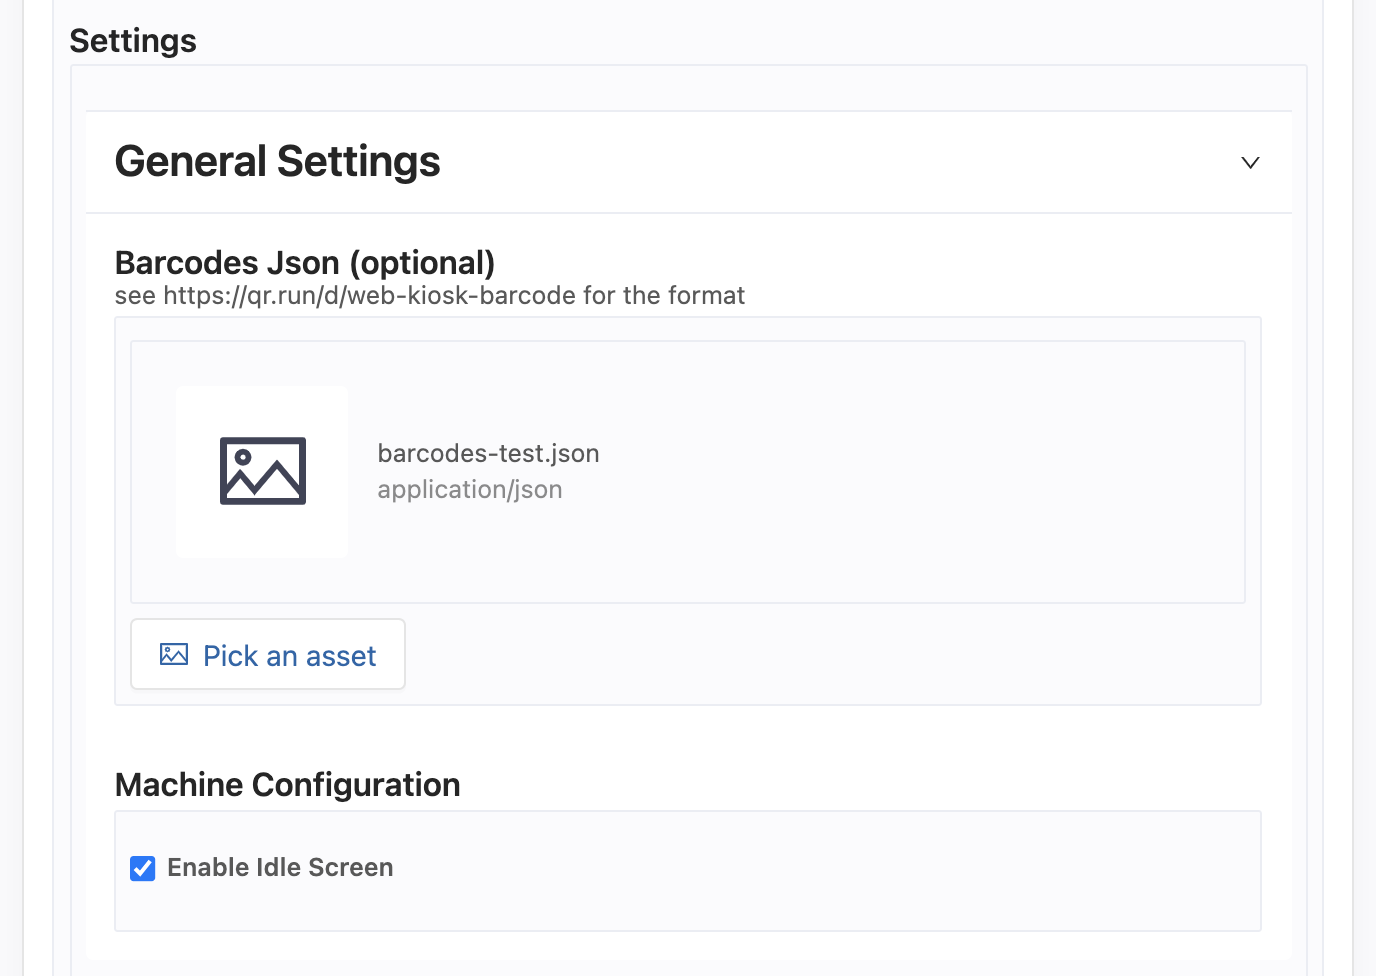 Settings
General Settings
Barcodes Json (optional)
see https://qr.run/d/web-kiosk-barcode for the format
barcodes-test.json
application/json
Pick an asset
Machine Configuration
Enable Idle Screen